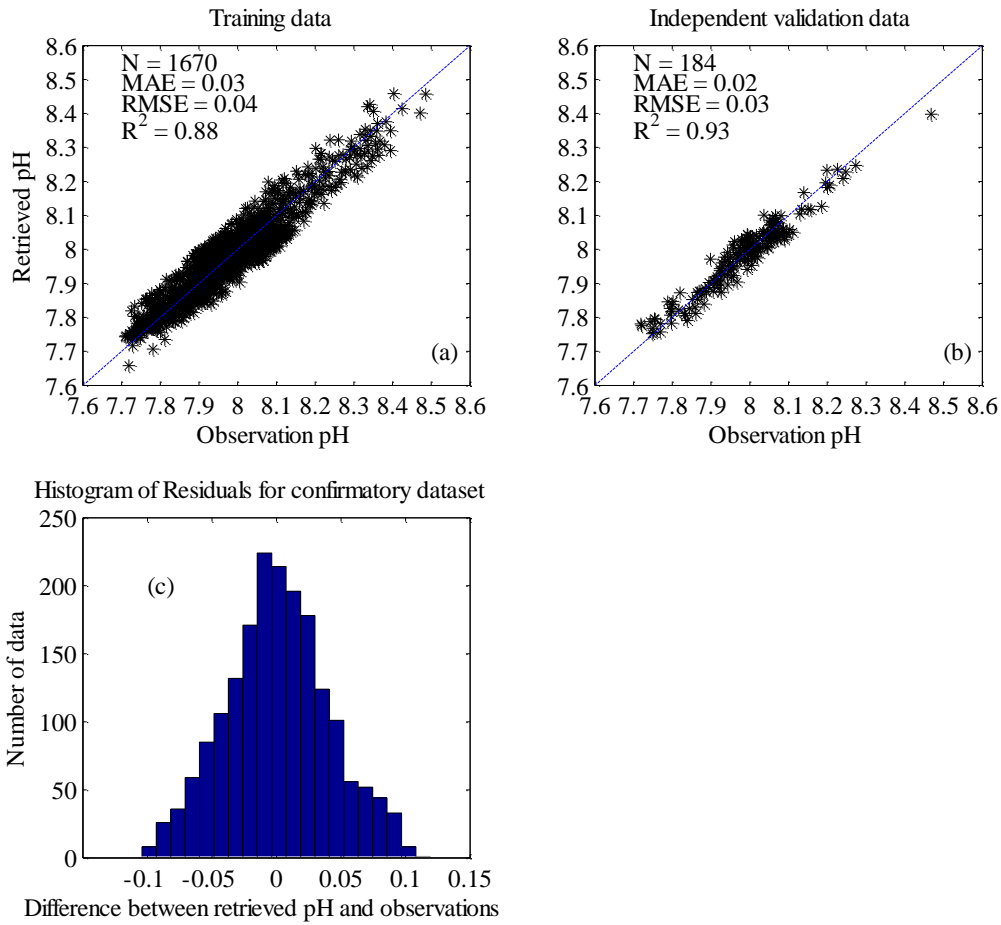 Training data
8.6
8.5
8.4
8.3
8.2
8.1
8
7.9
7.8
7.7
7.6
Retrieved pH
N = 1670
MAE = 0.03
RMSE = 0.04
R² = 0.88
(a)
7.6 7.7 7.8 7.9 8 8.1 8.2 8.3 8.4 8.5 8.6
Observation pH
Independent validation data
8.6
8.5
8.4
8.3
8.2
8.1
8
7.9
7.8
7.7
7.6
N = 184
MAE = 0.02
RMSE = 0.03
R² = 0.93
(b)
7.6 7.7 7.8 7.9 8 8.1 8.2 8.3 8.4 8.5 8.6
Observation pH
Histogram of Residuals for confirmatory dataset
250
200
150
100
50
0
Number of data
(c)
-0.1 -0.05 0 0.05 0.1 0.15
Difference between retrieved pH and observations